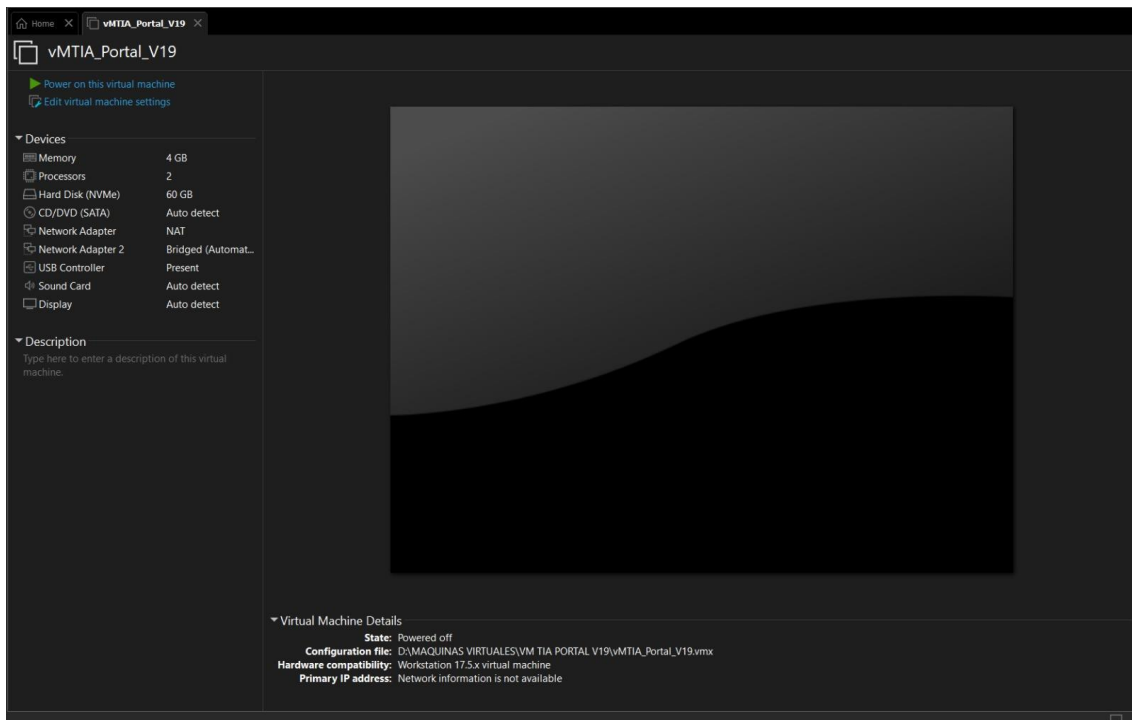 Home
vMTIA_Portal_V19
vMTIA_Portal_V19
Power on this virtual machine
Edit virtual machine settings
Devices
Memory 4 GB
Processors 2
Hard Disk (NVMe) 60 GB
CD/DVD (SATA) Auto detect
Network Adapter NAT
Network Adapter 2 Bridged (Automat...
USB Controller Present
Sound Card Auto detect
Display Auto detect
Description
Type here to enter a description of this virtual
machine.
Virtual Machine Details
State: Powered off
Configuration file: D:\MAQUINAS VIRTUALES\VM TIA PORTAL V19\vMTIA_Portal_V19.vmx
Hardware compatibility: Workstation 17.5.x virtual machine
Primary IP address: Network information is not available